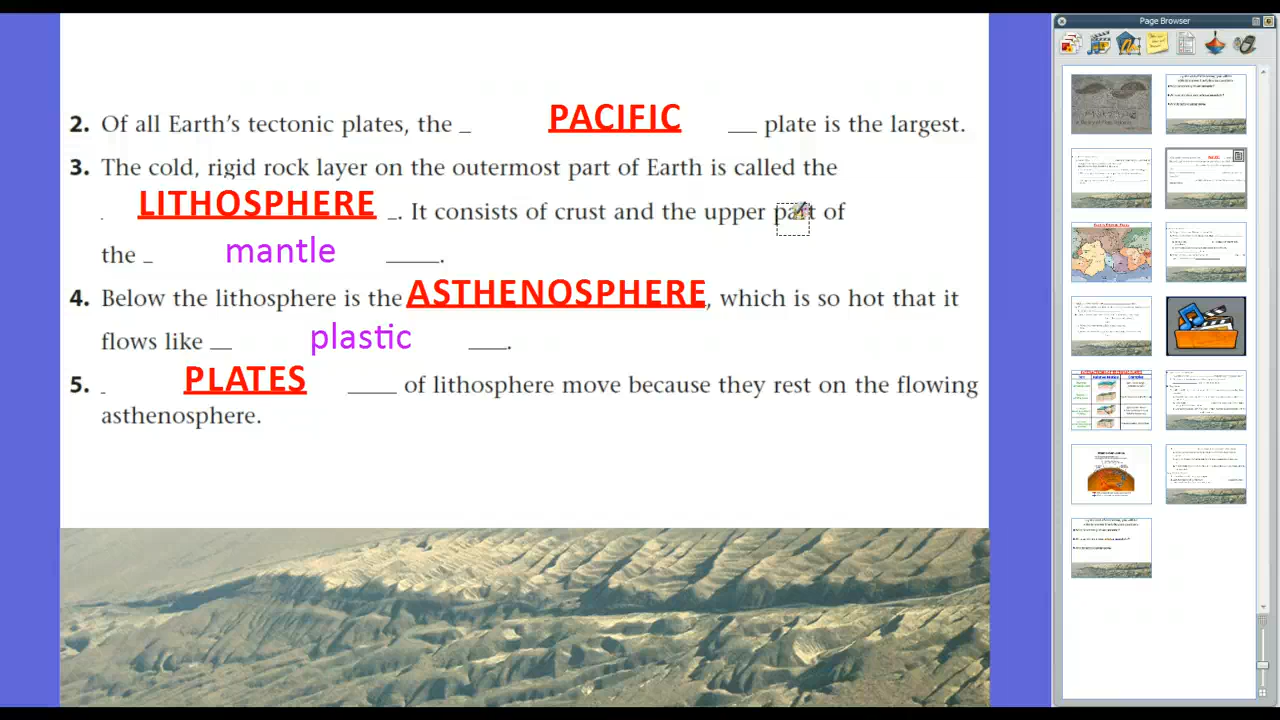 Page Browser
2. Of all Earth's tectonic plates, the _ PACIFIC __ plate is the largest.
3. The cold, rigid rock layer on the outermost part of Earth is called the
LITHOSPHERE _. It consists of crust and the upper part of
the _ mantle ____.
4. Below the lithosphere is the ASTHENOSPHERE, which is so hot that it
flows like __ plastic ___.
5. _ PLATES ____ of lithosphere move because they rest on the flowing
asthenosphere.